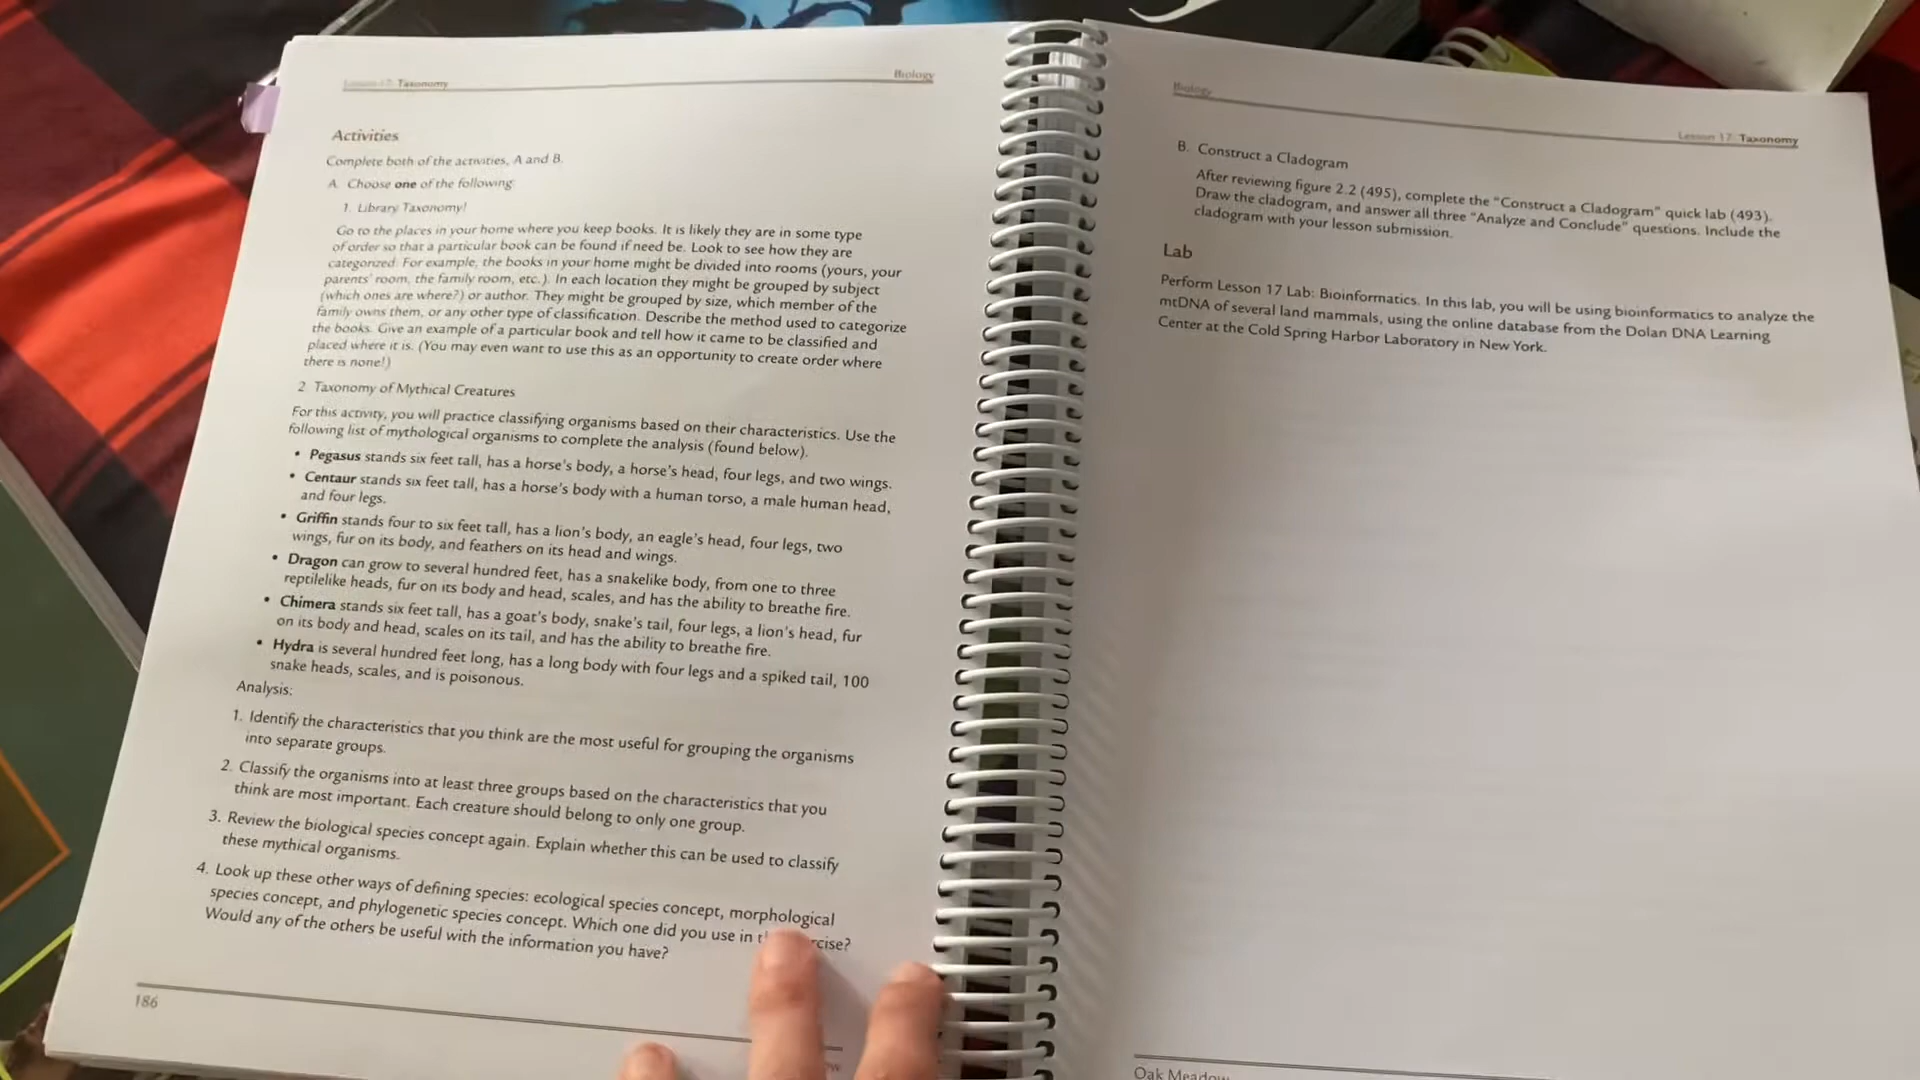 Lesson 17: Taxonomy
Biology
Activities
Complete both of the activities, A and B.
A. Choose one of the following:
1. Library Taxonomy!
Go to the places in your home where you keep books. It is likely they are in some type
of order so that a particular book can be found if need be. Look to see how they are
categorized. For example, the books in your home might be divided into rooms (yours, your
parents' room, the family room, etc.). In each location they might be grouped by subject
(which ones are where?) or author. They might be grouped by size, which member of the
family owns them, or any other type of classification. Describe the method used to categorize
the books. Give an example of a particular book and tell how it came to be classified and
placed where it is. (You may even want to use this as an opportunity to create order where
there is none!)
2 Taxonomy of Mythical Creatures
For this activity, you will practice classifying organisms based on their characteristics. Use the
following list of mythological organisms to complete the analysis (found below).
• Pegasus stands six feet tall, has a horse's body, a horse's head, four legs, and two wings.
• Centaur stands six feet tall, has a horse's body with a human torso, a male human head,
and four legs.
• Griffin stands four to six feet tall, has a lion's body, an eagle's head, four legs, two
wings, fur on its body, and feathers on its head and wings.
• Dragon can grow to several hundred feet, has a snakelike body, from one to three
reptilelike heads, fur on its body and head, scales, and has the ability to breathe fire.
• Chimera stands six feet tall, has a goat's body, snake's tail, four legs, a lion's head, fur
on its body and head, scales on its tail, and has the ability to breathe fire.
• Hydra is several hundred feet long, has a long body with four legs and a spiked tail, 100
snake heads, scales, and is poisonous.
Analysis:
1. Identify the characteristics that you think are the most useful for grouping the organisms
into separate groups.
2. Classify the organisms into at least three groups based on the characteristics that you
think are most important. Each creature should belong to only one group.
3. Review the biological species concept again. Explain whether this can be used to classify
these mythical organisms.
4. Look up these other ways of defining species: ecological species concept, morphological
species concept, and phylogenetic species concept. Which one did you use in
Would any of the others be useful with the information you have?
186
Biology
Lesson 17: Taxonomy
B. Construct a Cladogram
After reviewing figure 2.2 (495), complete the "Construct a Cladogram" quick lab (493).
Draw the cladogram, and answer all three "Analyze and Conclude" questions. Include the
cladogram with your lesson submission.
Lab
Perform Lesson 17 Lab: Bioinformatics. In this lab, you will be using bioinformatics to analyze the
mtDNA of several land mammals, using the online database from the Dolan DNA Learning
Center at the Cold Spring Harbor Laboratory in New York.
Oak Meadow